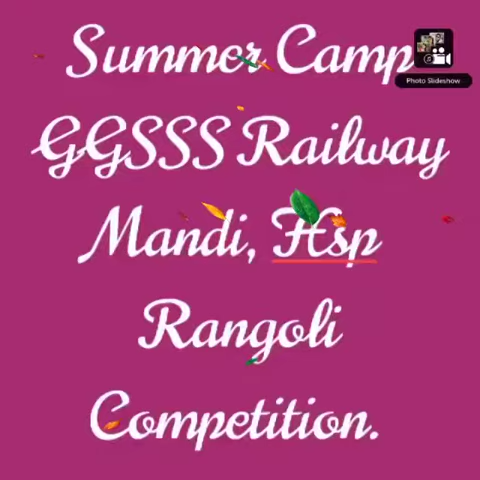 Summer Camp
Photo Slideshow
GGSSS Railway
Mandi, Hsp
Rangoli
Competition.